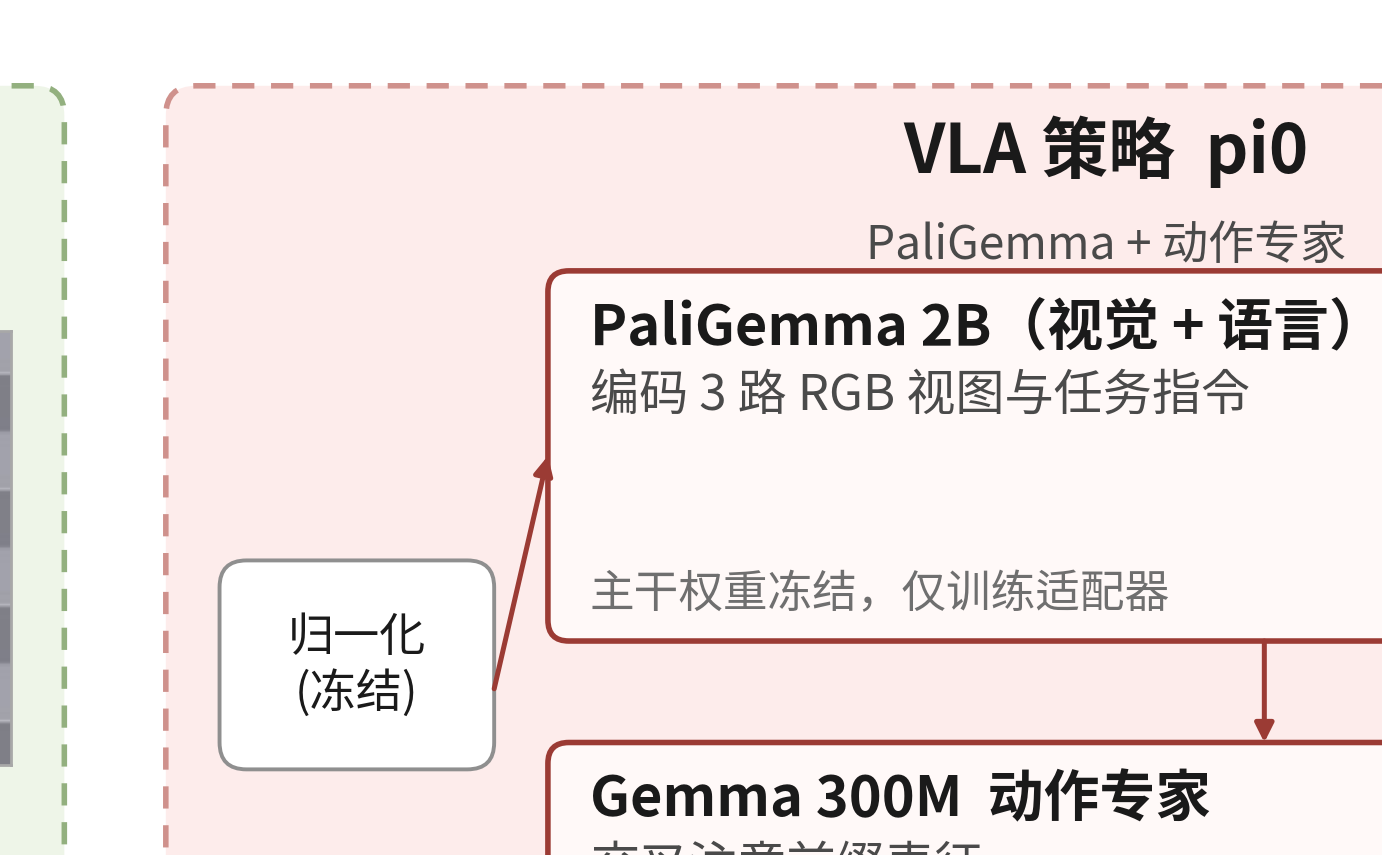 VLA 策略 pi0
PaliGemma + 动作专家
PaliGemma 2B（视觉 + 语言）
编码 3 路 RGB 视图与任务指令
主干权重冻结，仅训练适配器
归一化
(冻结)
Gemma 300M 动作专家